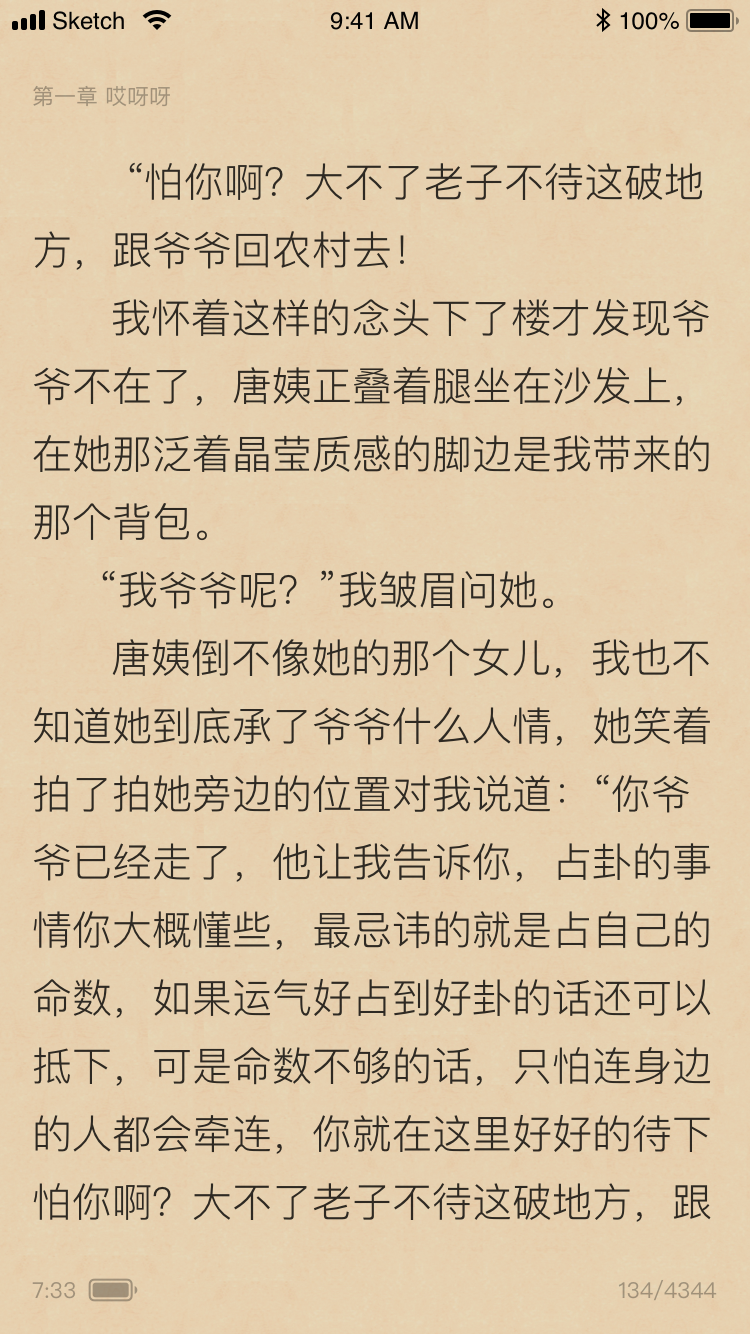 Sketch 9:41 AM 100%
第一章 哎呀呀
“怕你啊？大不了老子不待这破地
方，跟爷爷回农村去！
我怀着这样的念头下了楼才发现爷
爷不在了，唐姨正叠着腿坐在沙发上，
在她那泛着晶莹质感的脚边是我带来的
那个背包。
“我爷爷呢？”我皱眉问她。
唐姨倒不像她的那个女儿，我也不
知道她到底承了爷爷什么人情，她笑着
拍了拍她旁边的位置对我说道：“你爷
爷已经走了，他让我告诉你，占卦的事
情你大概懂些，最忌讳的就是占自己的
命数，如果运气好占到好卦的话还可以
抵下，可是命数不够的话，只怕连身边
的人都会牵连，你就在这里好好的待下
怕你啊？大不了老子不待这破地方，跟
7:33 134/4344